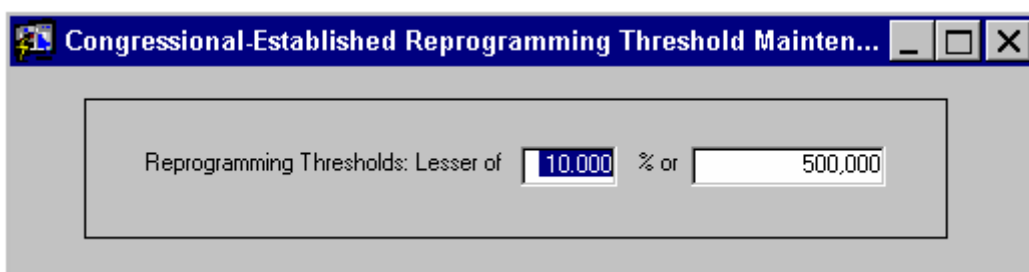 Congressional-Established Reprogramming Threshold Mainten...
Reprogramming Thresholds: Lesser of 10.000 % or 500,000